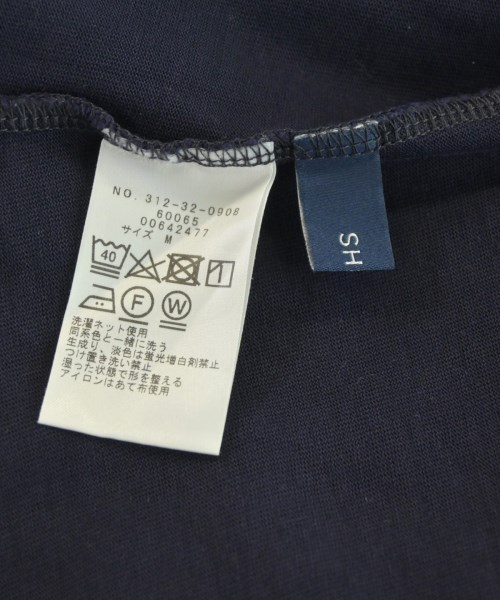 NO. 312-32-0908
60065
00642477
サイズ M
40
F W
洗濯ネット使用
同系色と一緒に洗う
生成り、淡色は蛍光増白剤禁止
つけ置き洗い禁止
湿った状態で形を整える
アイロンはあて布使用
SH